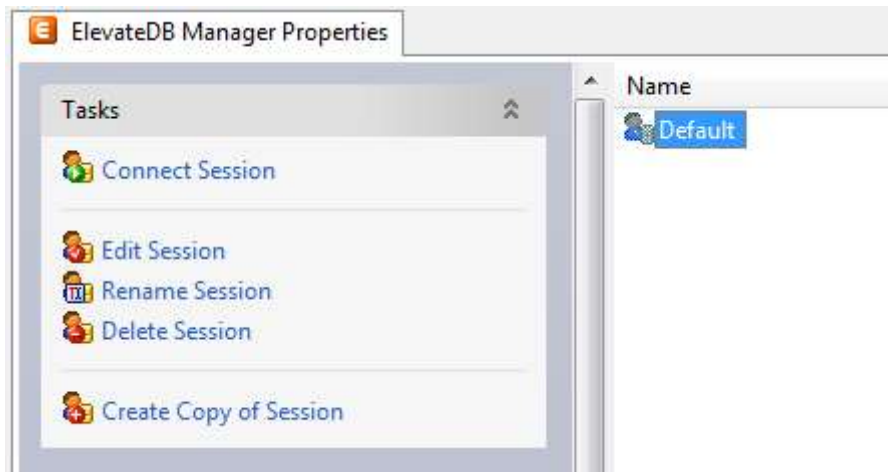 ElevateDB Manager Properties
Tasks
Connect Session
Edit Session
Rename Session
Delete Session
Create Copy of Session
Name
Default